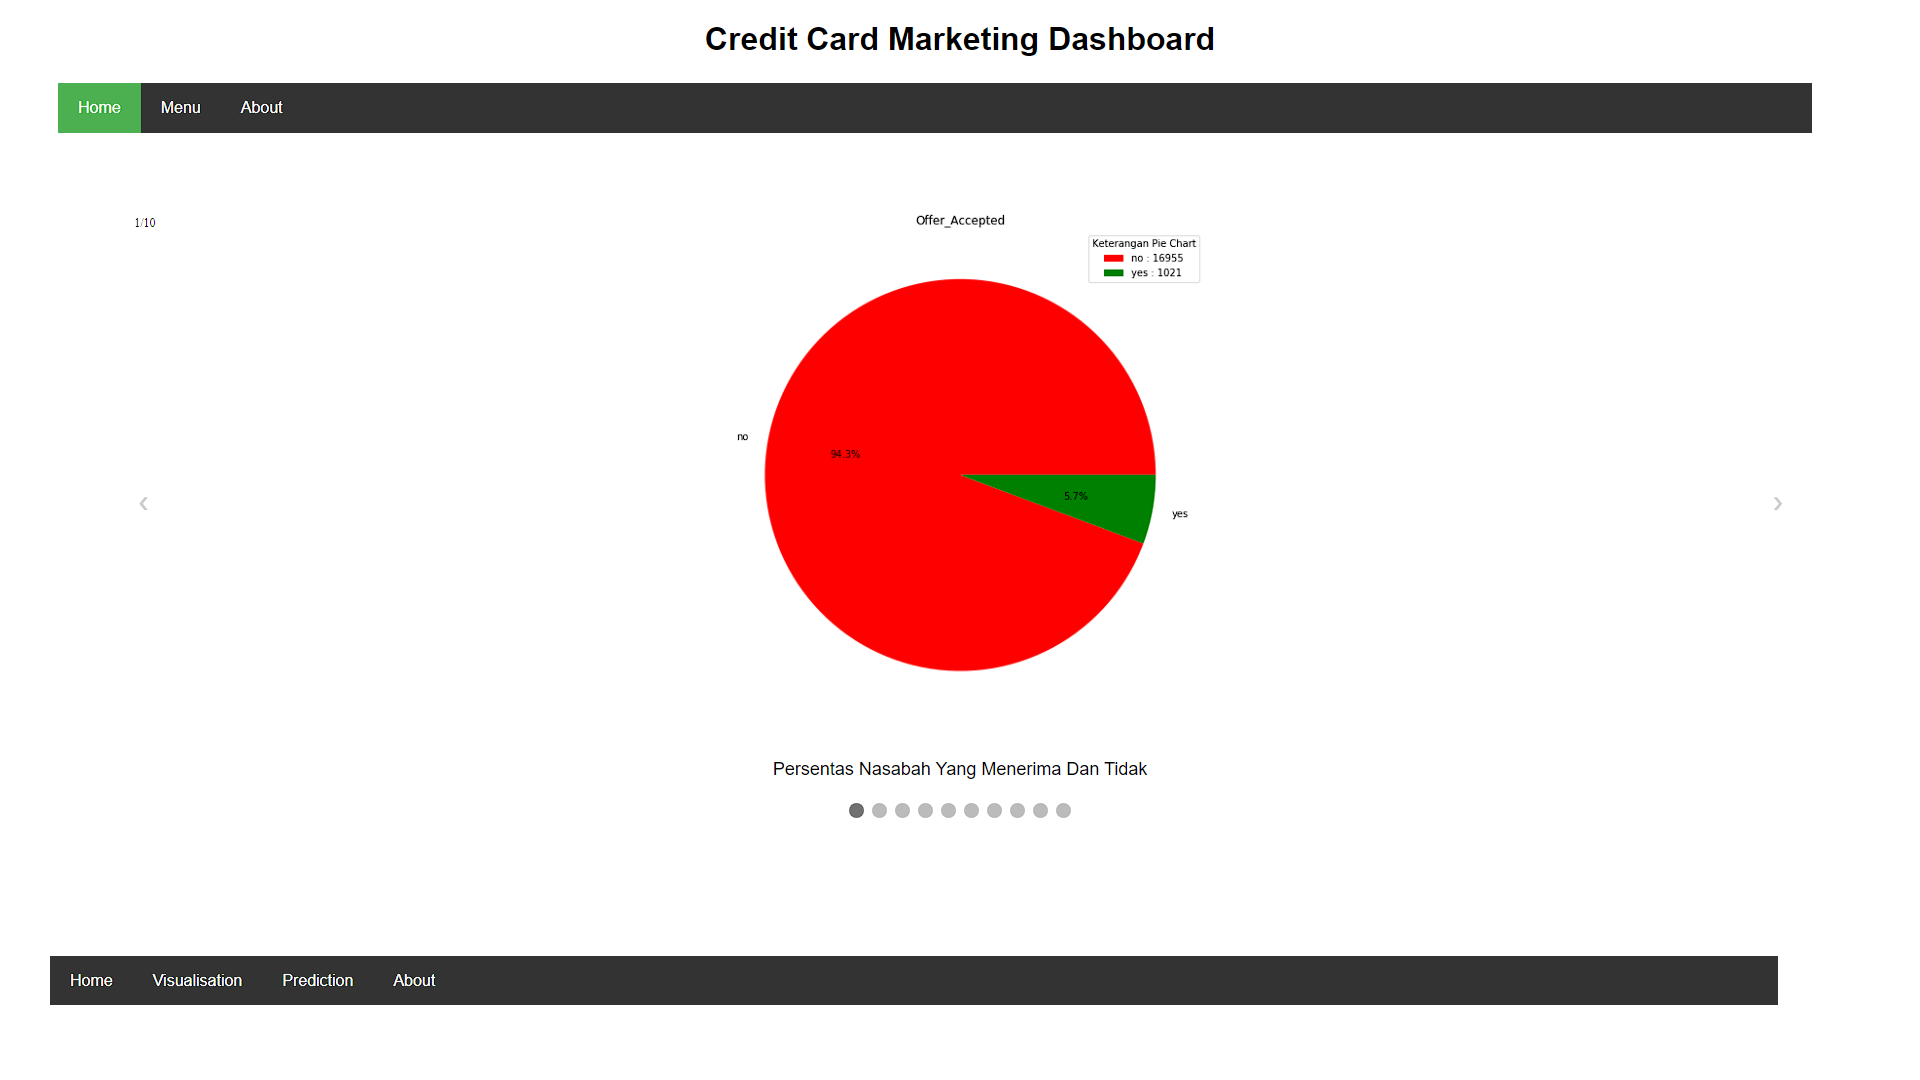 Credit Card Marketing Dashboard
Home Menu About
1/10
Offer_Accepted
Keterangan Pie Chart
no : 16955
yes : 1021
no
94.3%
5.7%
yes
Persentas Nasabah Yang Menerima Dan Tidak
Home Visualisation Prediction About